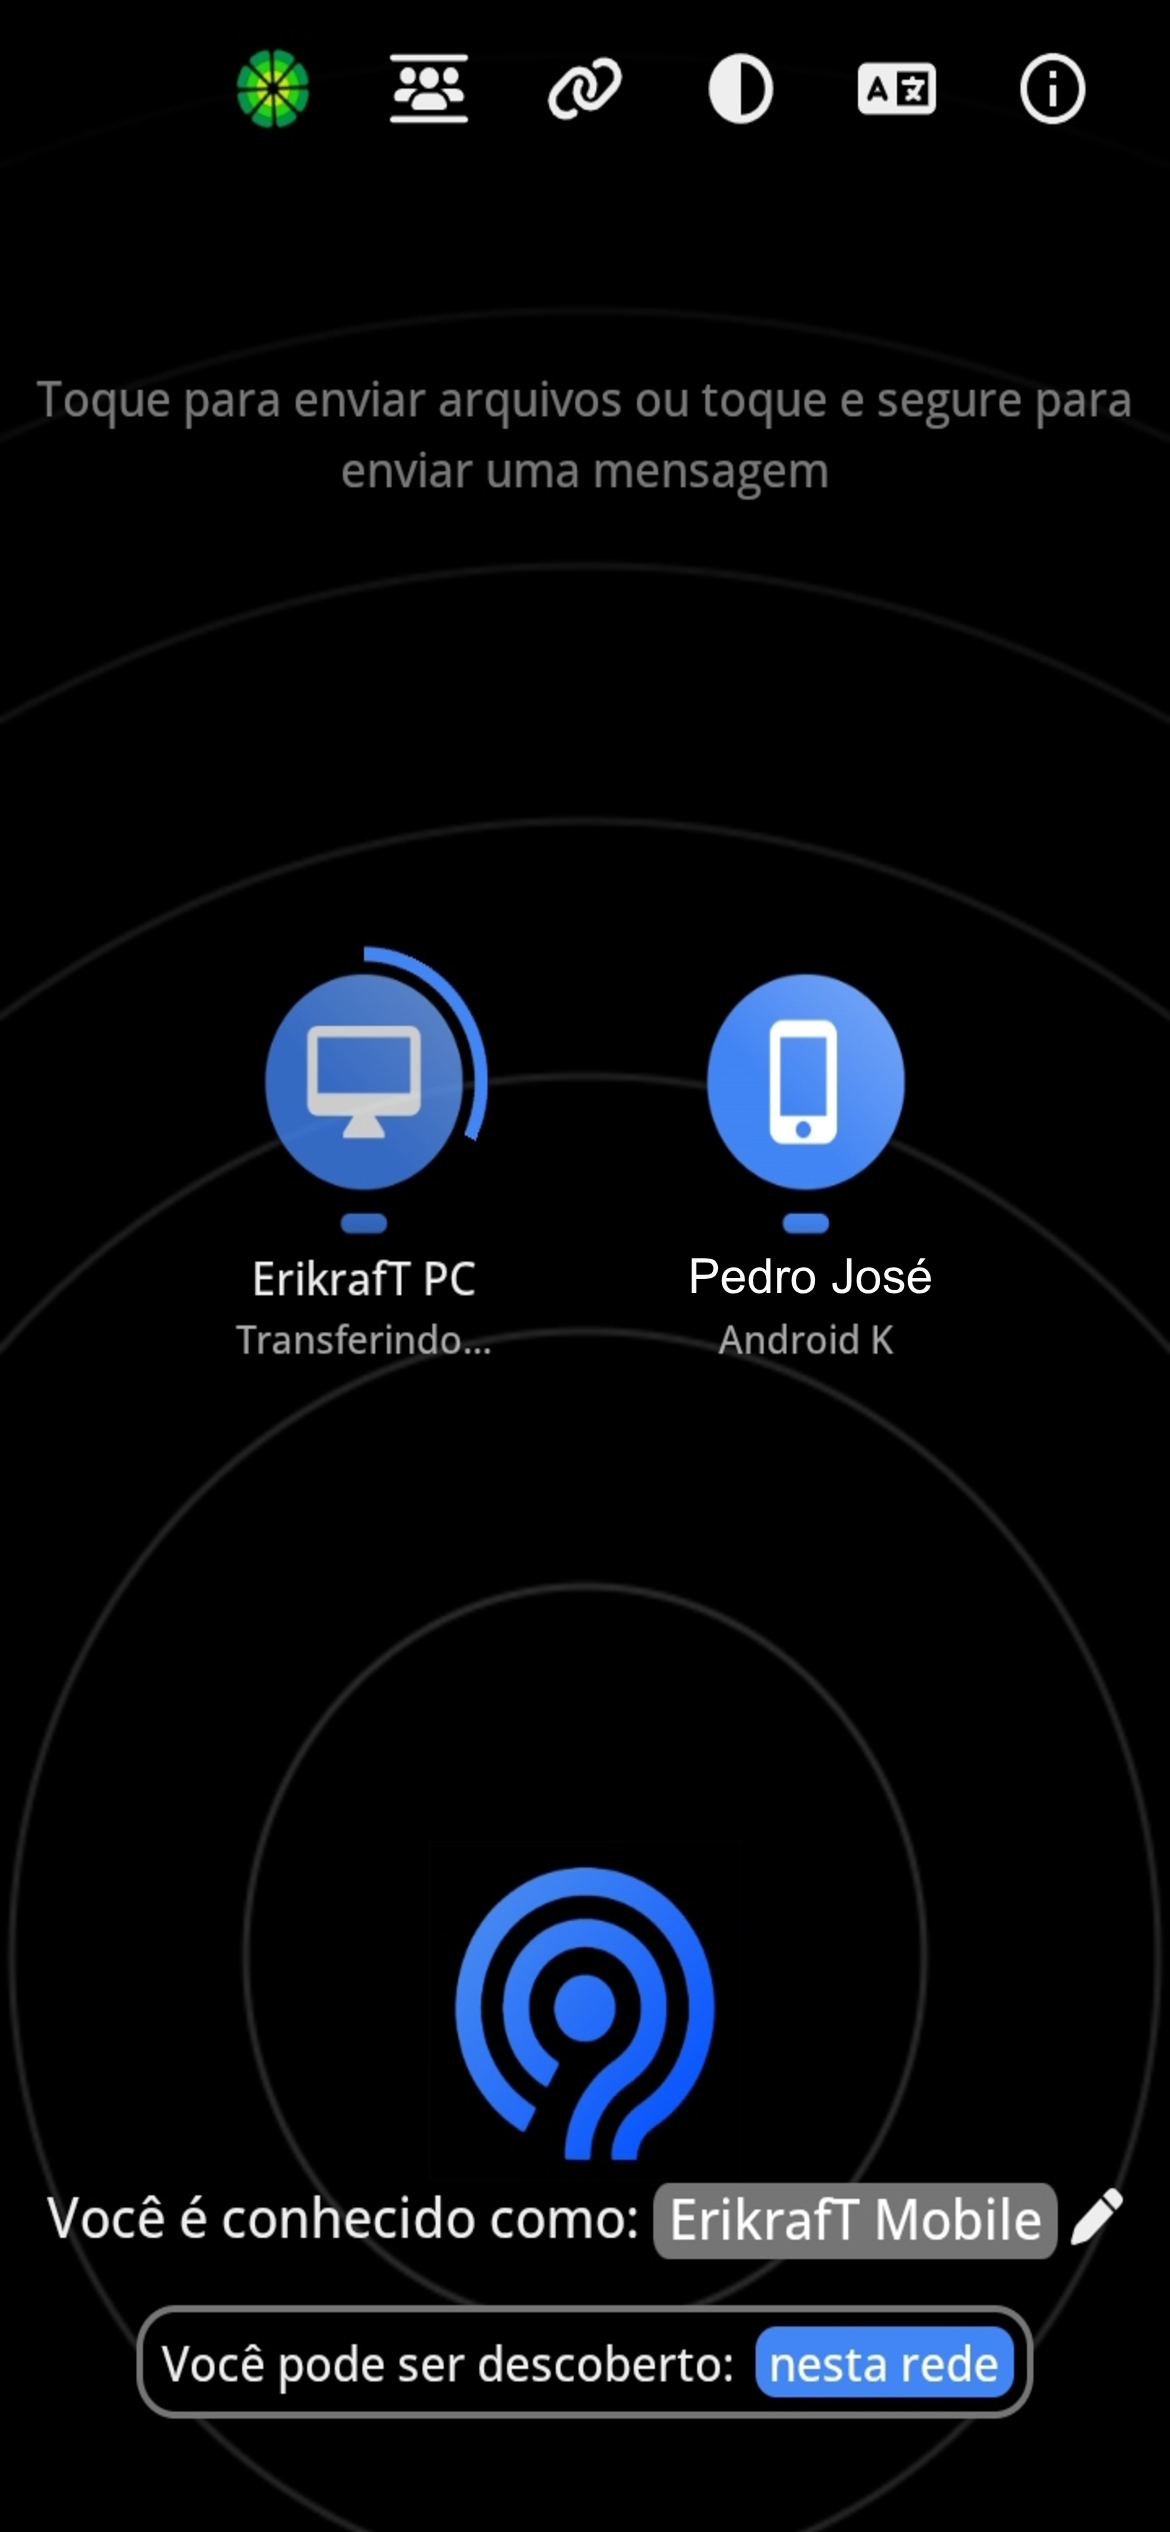 Toque para enviar arquivos ou toque e segure para
enviar uma mensagem
ErikrafT PC
Transferindo...
Pedro José
Android K
Você é conhecido como: ErikrafT Mobile
Você pode ser descoberto: nesta rede